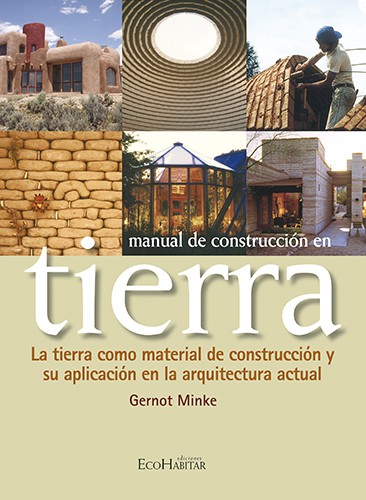 manual de construcción en
tierra
La tierra como material de construcción y
su aplicación en la arquitectura actual
Gernot Minke
ediciones
ECOHABITAR